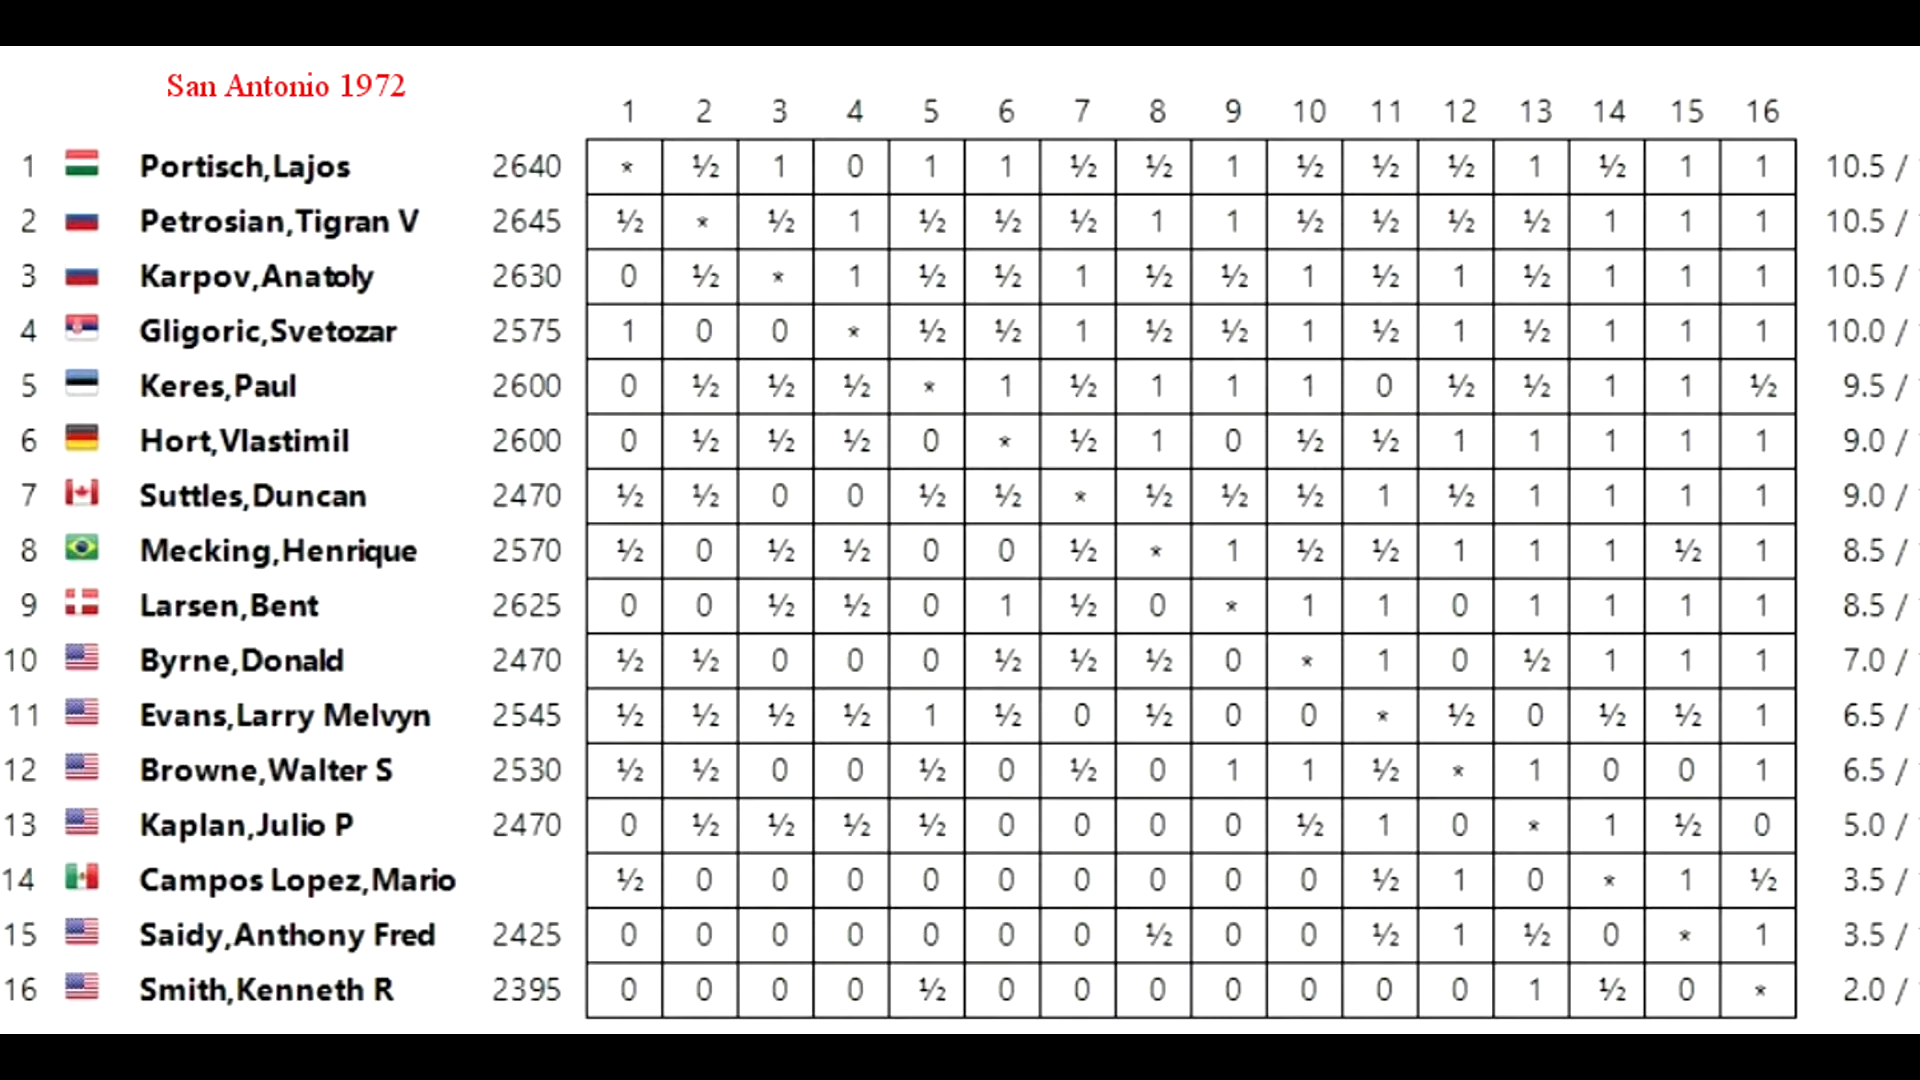 San Antonio 1972
1 2 3 4 5 6 7 8 9 10 11 12 13 14 15 16
1 Portisch,Lajos 2640 * ½ 1 0 1 1 ½ ½ 1 ½ ½ ½ 1 ½ 1 1 10.5 /
2 Petrosian,Tigran V 2645 ½ * ½ 1 ½ ½ ½ 1 1 ½ ½ ½ ½ 1 1 1 10.5 /
3 Karpov,Anatoly 2630 0 ½ * 1 ½ ½ 1 ½ ½ 1 ½ 1 ½ 1 1 1 10.5 /
4 Gligoric,Svetozar 2575 1 0 0 * ½ ½ 1 ½ ½ 1 ½ 1 ½ 1 1 1 10.0 /
5 Keres,Paul 2600 0 ½ ½ ½ * 1 ½ 1 1 1 0 ½ ½ 1 1 ½ 9.5 /
6 Hort,Vlastimil 2600 0 ½ ½ ½ 0 * ½ 1 0 ½ ½ 1 1 1 1 1 9.0 /
7 Suttles,Duncan 2470 ½ ½ 0 0 ½ ½ * ½ ½ ½ 1 ½ 1 1 1 1 9.0 /
8 Mecking,Henrique 2570 ½ 0 ½ ½ 0 0 ½ * 1 ½ ½ 1 1 1 ½ 1 8.5 /
9 Larsen,Bent 2625 0 0 ½ ½ 0 1 ½ 0 * 1 1 0 1 1 1 1 8.5 /
10 Byrne,Donald 2470 ½ ½ 0 0 0 ½ ½ ½ 0 * 1 0 ½ 1 1 1 7.0 /
11 Evans,Larry Melvyn 2545 ½ ½ ½ ½ 1 ½ 0 ½ 0 0 * ½ 0 ½ ½ 1 6.5 /
12 Browne,Walter S 2530 ½ ½ 0 0 ½ 0 ½ 0 1 1 ½ * 1 0 0 1 6.5 /
13 Kaplan,Julio P 2470 0 ½ ½ ½ ½ 0 0 0 0 ½ 1 0 * 1 ½ 0 5.0 /
14 Campos Lopez,Mario ½ 0 0 0 0 0 0 0 0 0 ½ 1 0 * 1 ½ 3.5 /
15 Saidy,Anthony Fred 2425 0 0 0 0 0 0 0 ½ 0 0 ½ 1 ½ 0 * 1 3.5 /
16 Smith,Kenneth R 2395 0 0 0 0 ½ 0 0 0 0 0 0 0 1 ½ 0 * 2.0 /